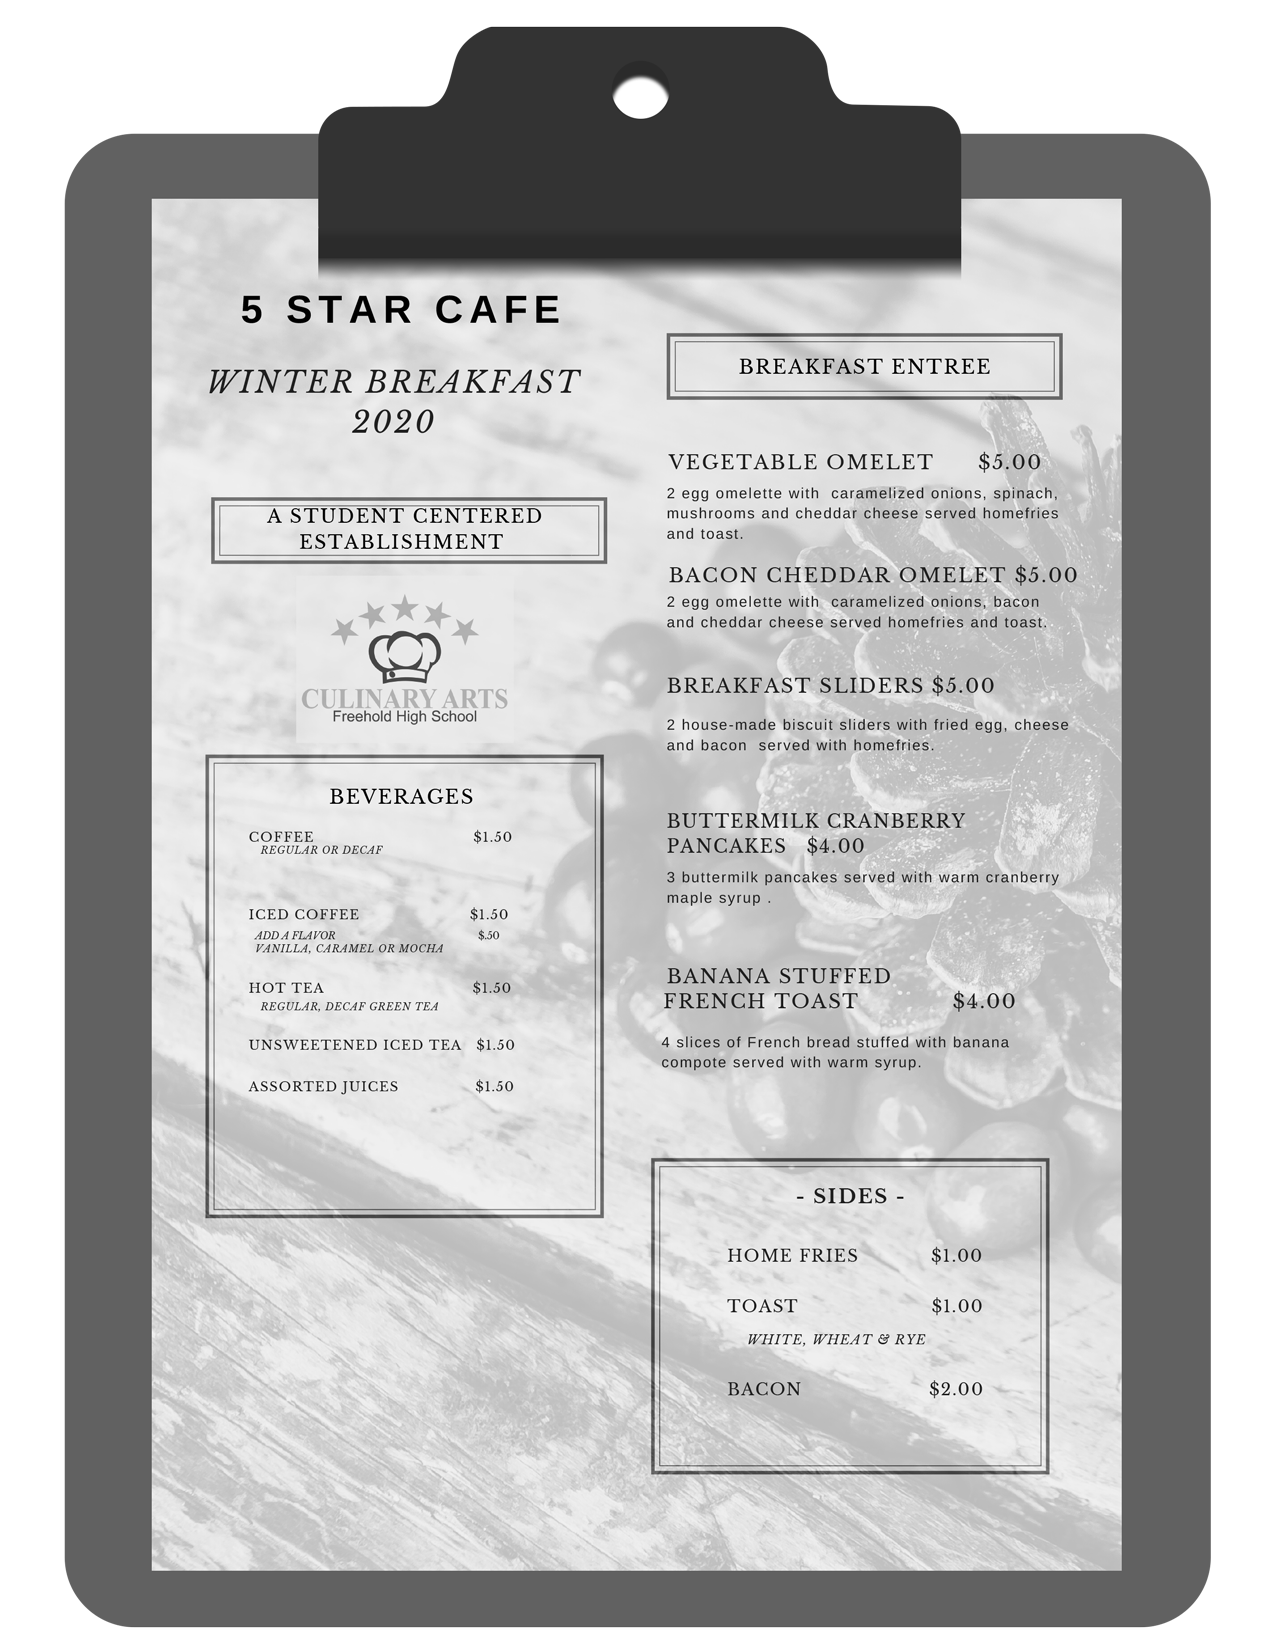 5 STAR CAFE
WINTER BREAKFAST
2020
A STUDENT CENTERED
ESTABLISHMENT
CULINARY ARTS
Freehold High School
BEVERAGES
COFFEE $1.50
REGULAR OR DECAF
ICED COFFEE $1.50
ADD A FLAVOR $.50
VANILLA, CARAMEL OR MOCHA
HOT TEA $1.50
REGULAR, DECAF GREEN TEA
UNSWEETENED ICED TEA $1.50
ASSORTED JUICES $1.50
BREAKFAST ENTREE
VEGETABLE OMELET $5.00
2 egg omelette with caramelized onions, spinach,
mushrooms and cheddar cheese served homefries
and toast.
BACON CHEDDAR OMELET $5.00
2 egg omelette with caramelized onions, bacon
and cheddar cheese served homefries and toast.
BREAKFAST SLIDERS $5.00
2 house-made biscuit sliders with fried egg, cheese
and bacon served with homefries.
BUTTERMILK CRANBERRY
PANCAKES $4.00
3 buttermilk pancakes served with warm cranberry
maple syrup .
BANANA STUFFED
FRENCH TOAST $4.00
4 slices of French bread stuffed with banana
compote served with warm syrup.
- SIDES -
HOME FRIES $1.00
TOAST $1.00
WHITE, WHEAT & RYE
BACON $2.00